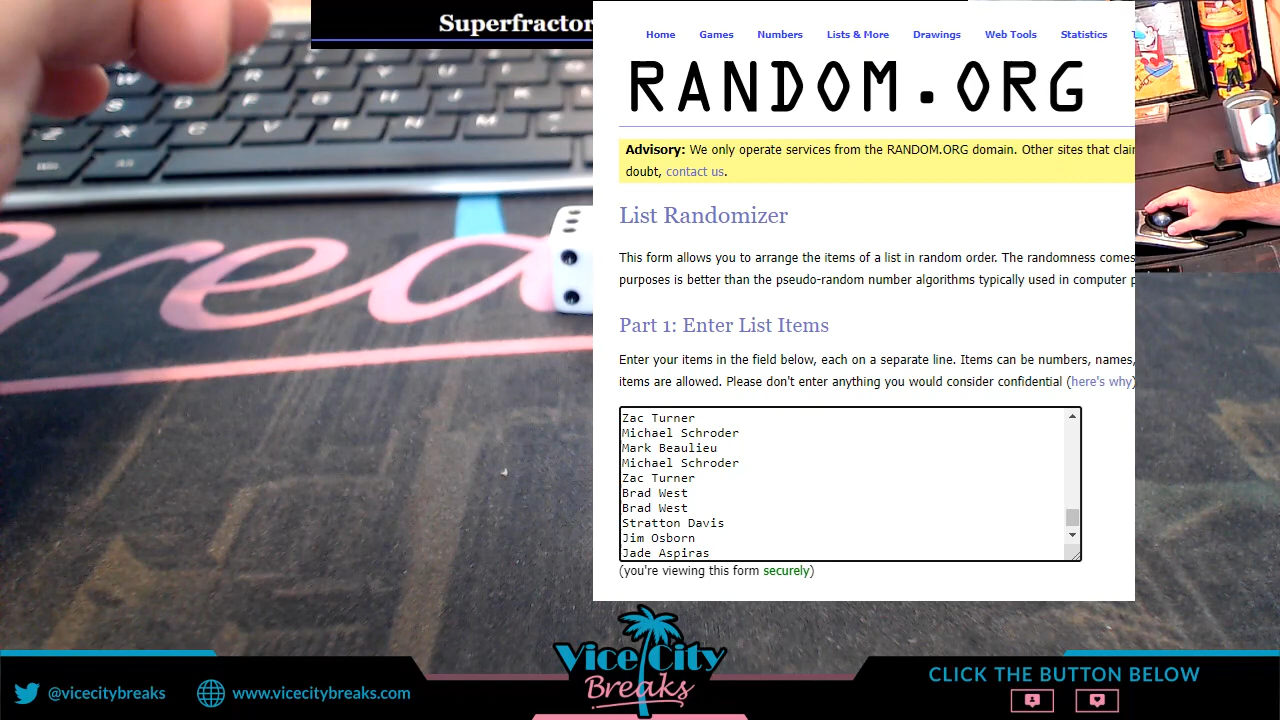 Superfractor
Home Games Numbers Lists & More Drawings Web Tools Statistics
RANDOM.ORG
Advisory: We only operate services from the RANDOM.ORG domain. Other sites that clai
doubt, contact us.
List Randomizer
This form allows you to arrange the items of a list in random order. The randomness comes
purposes is better than the pseudo-random number algorithms typically used in computer p
Part 1: Enter List Items
Enter your items in the field below, each on a separate line. Items can be numbers, names,
items are allowed. Please don't enter anything you would consider confidential (here's why)
Zac Turner
Michael Schroder
Mark Beaulieu
Michael Schroder
Zac Turner
Brad West
Brad West
Stratton Davis
Jim Osborn
Jade Aspiras
(you're viewing this form securely)
Vice City
Breaks
@vicecitybreaks
www.vicecitybreaks.com
CLICK THE BUTTON BELOW